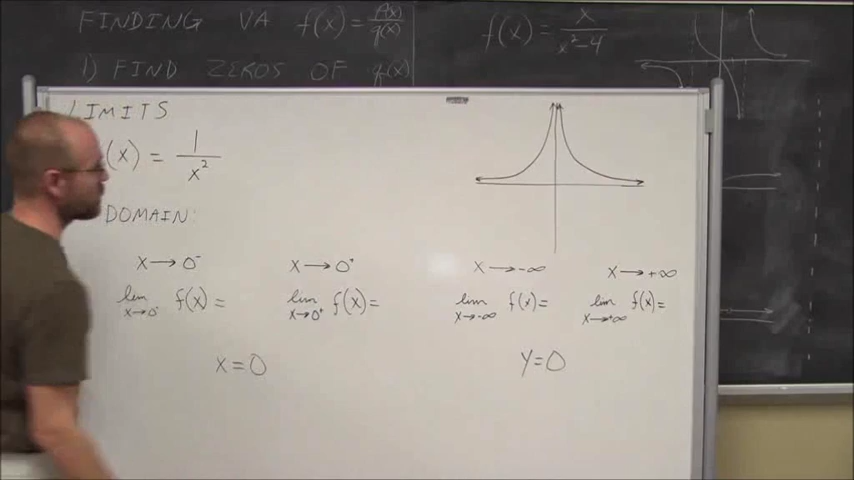 FINDING VA f(x) = p(x)/q(x)
1) FIND ZEROS OF q(x)
f(x) = x/(x²-4)
LIMITS
(x) = 1/x²
DOMAIN:
x → 0⁻
x → 0⁺
x → -∞
x → +∞
lim x→0⁻ f(x) =
lim x→0⁺ f(x) =
lim x→-∞ f(x) =
lim x→+∞ f(x) =
x = 0
y = 0